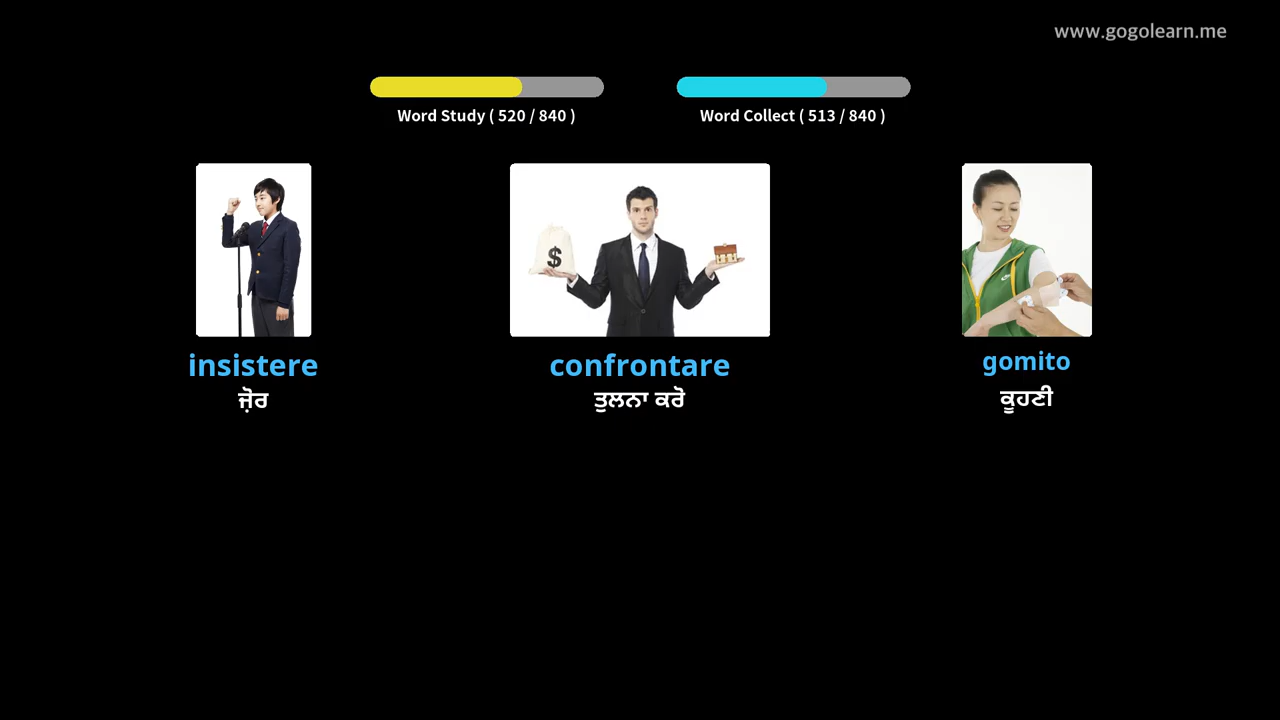 www.gogolearn.me
Word Study ( 520 / 840 )
Word Collect ( 513 / 840 )
$
insistere
ਜ਼ੋਰ
confrontare
ਤੁਲਨਾ ਕਰੋ
gomito
ਕੂਹਣੀ